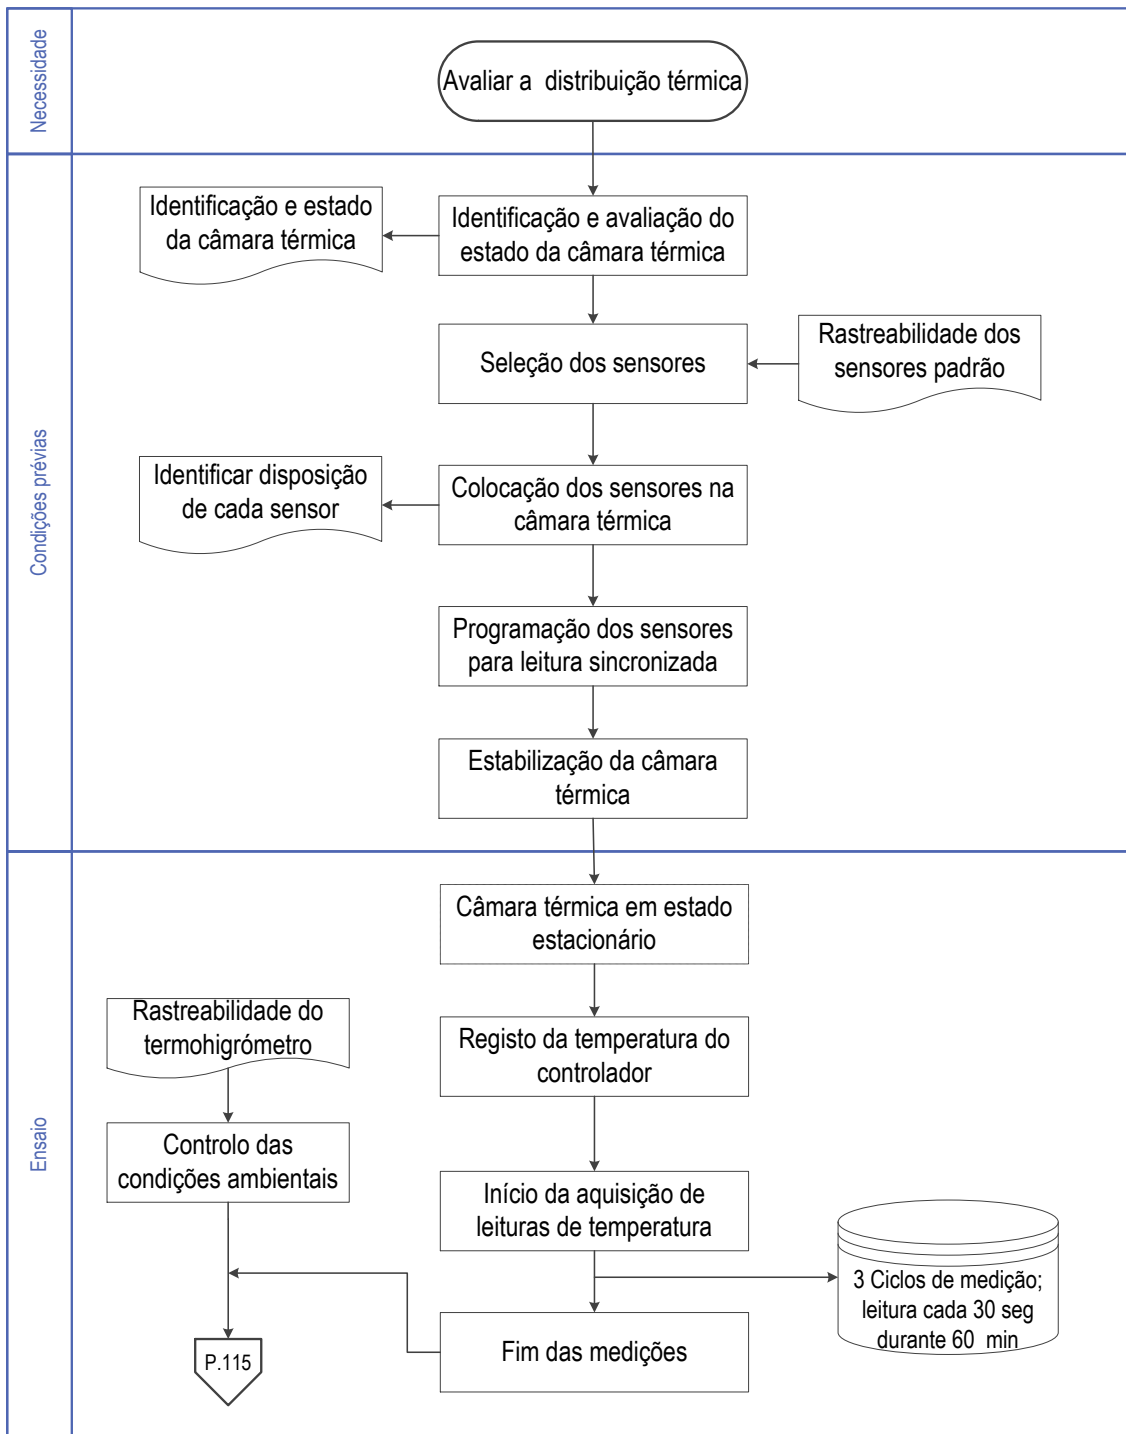 Necessidade
Avaliar a distribuição térmica
Condições prévias
Identificação e estado
da câmara térmica
Identificação e avaliação do
estado da câmara térmica
Seleção dos sensores
Rastreabilidade dos
sensores padrão
Identificar disposição
de cada sensor
Colocação dos sensores na
câmara térmica
Programação dos sensores
para leitura sincronizada
Estabilização da câmara
térmica
Ensaio
Câmara térmica em estado
estacionário
Rastreabilidade do
termohigrómetro
Registo da temperatura do
controlador
Controlo das
condições ambientais
Início da aquisição de
leituras de temperatura
3 Ciclos de medição;
leitura cada 30 seg
durante 60 min
Fim das medições
P.115